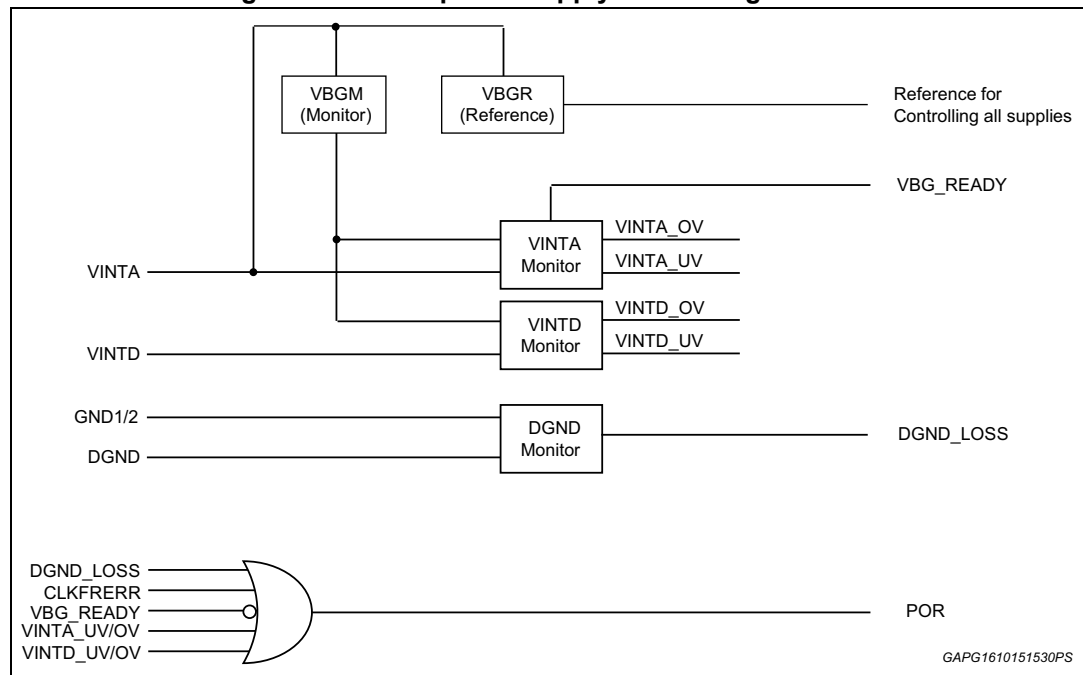 VBGM
(Monitor)
VBGR
(Reference)
Reference for
Controlling all supplies
VBG_READY
VINTA
VINTA
Monitor
VINTA_OV
VINTA_UV
VINTD
VINTD
Monitor
VINTD_OV
VINTD_UV
GND1/2
DGND
DGND
Monitor
DGND_LOSS
DGND_LOSS
CLKFRERR
VBG_READY
VINTA_UV/OV
VINTD_UV/OV
POR
GAPG1610151530PS